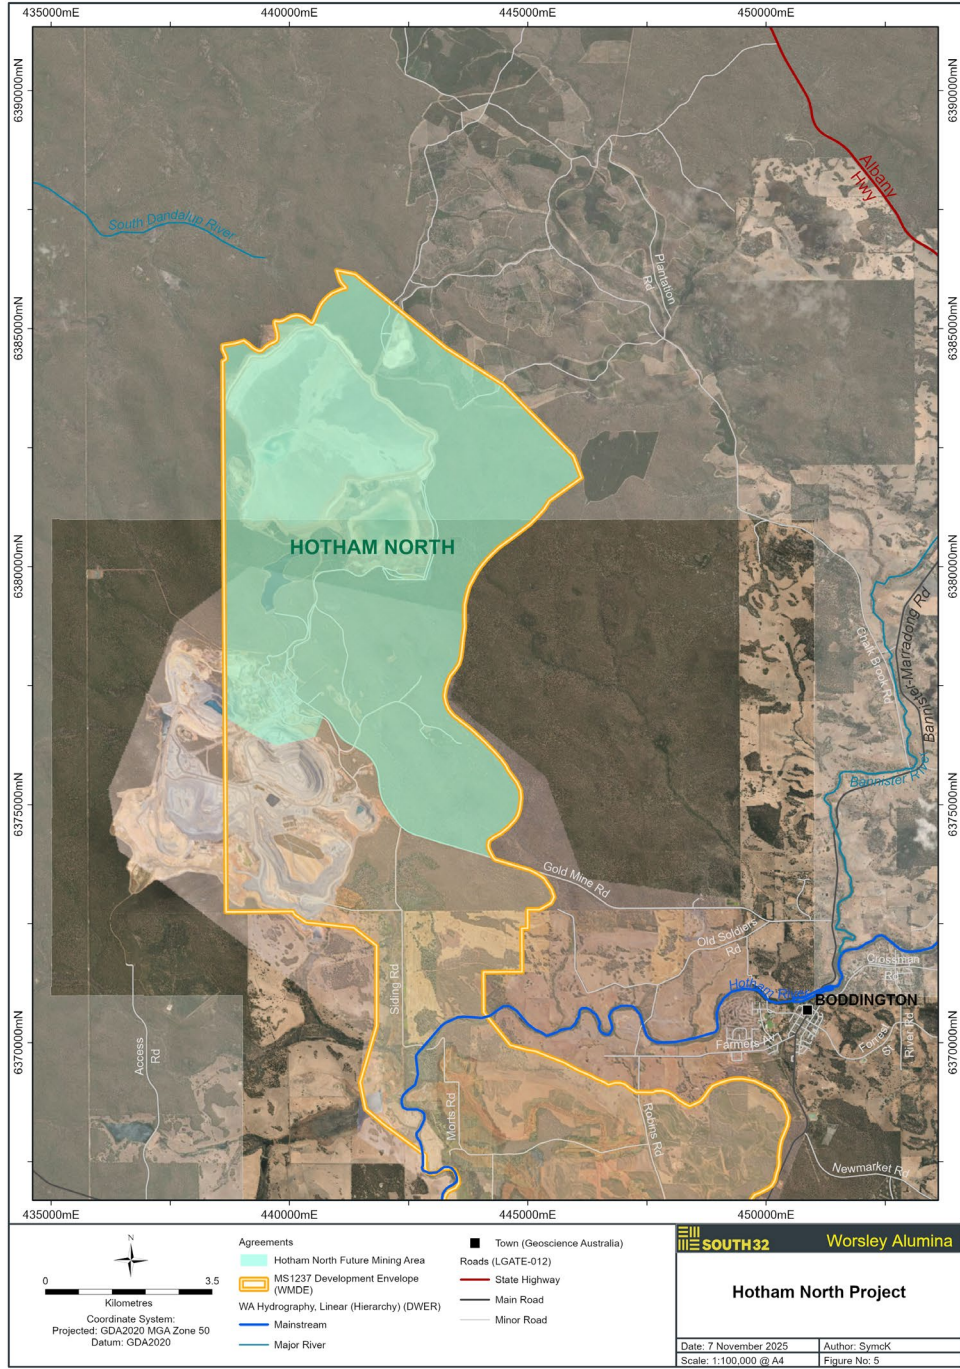 435000mE 440000mE 445000mE 450000mE
6390000mN
6390000mN
Albany
Hwy
South Dandalup River
Plantation
Rd
6385000mN
6385000mN
HOTHAM NORTH
6380000mN
6380000mN
Chalk Brook Rd
Bannister-Marradong Rd
Bannister River
6375000mN
6375000mN
Gold Mine Rd
Old Soldiers
Rd
Crossman
Rd
Siding Rd
Hotham River
BODDINGTON
Access
Rd
Farmers Av
Forrest
St
River Rd
6370000mN
6370000mN
Morts Rd
Robins Rd
Newmarket Rd
435000mE 440000mE 445000mE 450000mE
N
0 3.5
Kilometres
Coordinate System:
Projected: GDA2020 MGA Zone 50
Datum: GDA2020
Agreements
Hotham North Future Mining Area
MS1237 Development Envelope
(WMDE)
WA Hydrography, Linear (Hierarchy) (DWER)
Mainstream
Major River
Town (Geoscience Australia)
Roads (LGATE-012)
State Highway
Main Road
Minor Road
SOUTH32 Worsley Alumina
Hotham North Project
Date: 7 November 2025 Author: SymcK
Scale: 1:100,000 @ A4 Figure No: 5